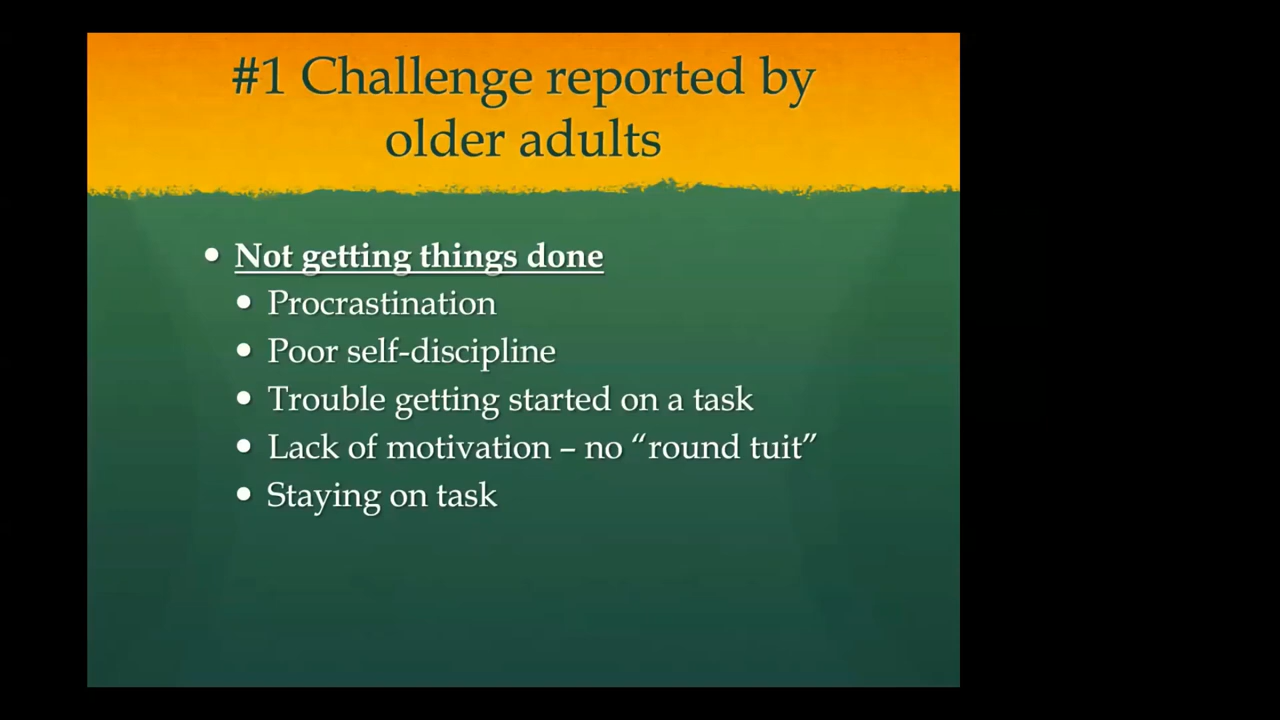 #1 Challenge reported by
older adults
• Not getting things done
• Procrastination
• Poor self-discipline
• Trouble getting started on a task
• Lack of motivation – no “round tuit”
• Staying on task